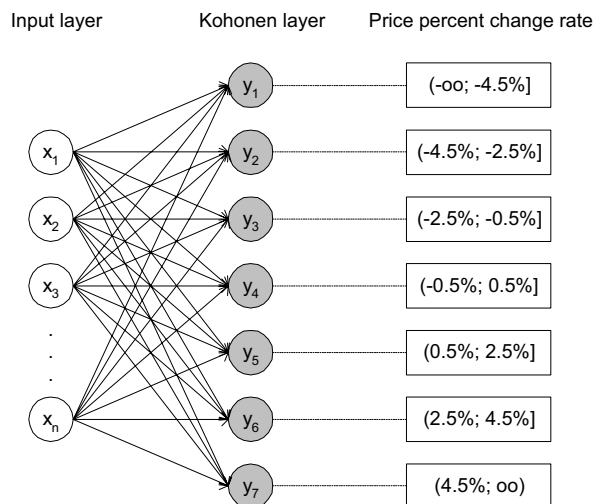 Input layer Kohonen layer Price percent change rate
y1 (-oo; -4.5%]
x1 y2 (-4.5%; -2.5%]
x2 y3 (-2.5%; -0.5%]
x3 y4 (-0.5%; 0.5%]
. . .
y5 (0.5%; 2.5%]
xn y6 (2.5%; 4.5%]
y7 (4.5%; oo)